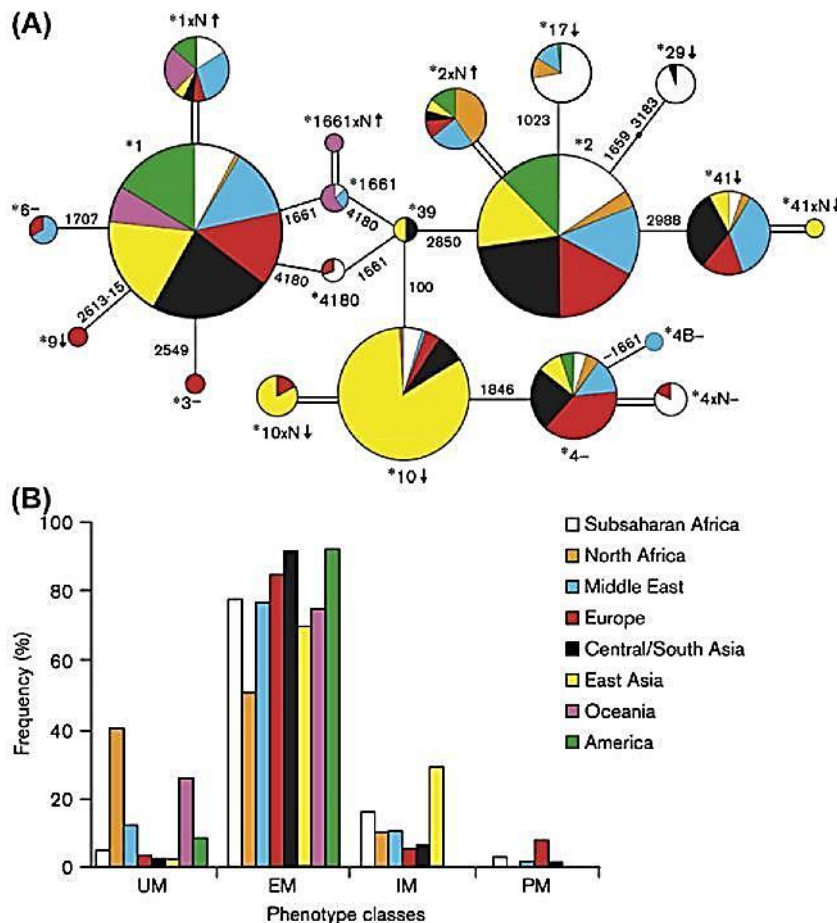 (A)
*1xN↑
*17↓
*29↓
*2xN↑
*1661xN↑
1023
1659 3183
*1
*2
*1661
*41↓
*6–
1707
1661
4180
*39
2850
2988
*41xN↓
4180
1661
*4180
2613-15
100
*9↓
2549
*4B–
–1661
*3–
1846
*4xN–
*10xN↓
*4–
*10↓
(B)
100
80
60
40
20
0
Frequency (%)
Subsaharan Africa
North Africa
Middle East
Europe
Central/South Asia
East Asia
Oceania
America
UM EM IM PM
Phenotype classes